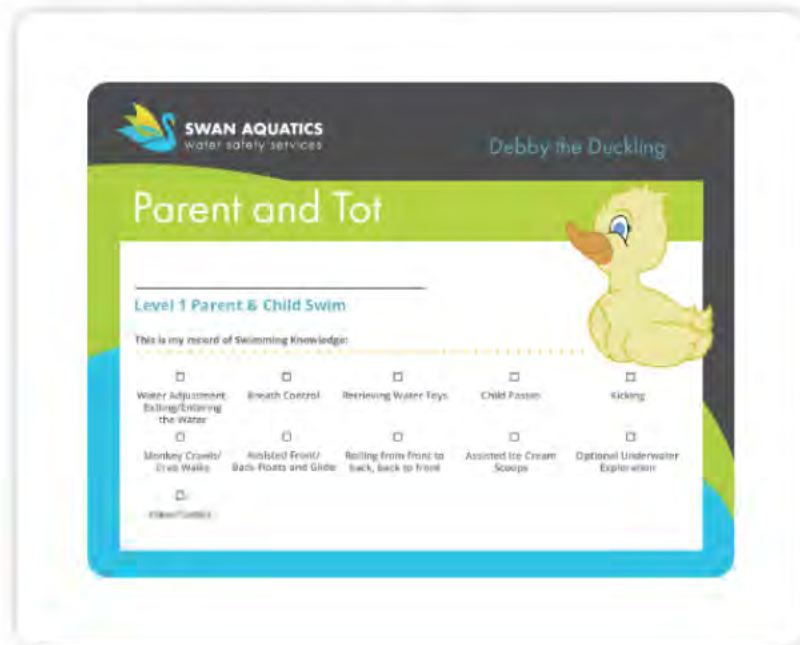 SWAN AQUATICS
water safety services
Debby the Duckling
Parent and Tot
Level 1 Parent & Child Swim
This is my record of Swimming Knowledge:
Water Adjustment Breath Control Retrieving Water Toys Child Passes Kicking
Exiting/Entering
the Water
Monkey Crawls/ Assisted Front/ Rolling from front to Assisted Ice Cream Optional Underwater
Crab Walks Back Floats and Glide back, back to front Scoops Exploration